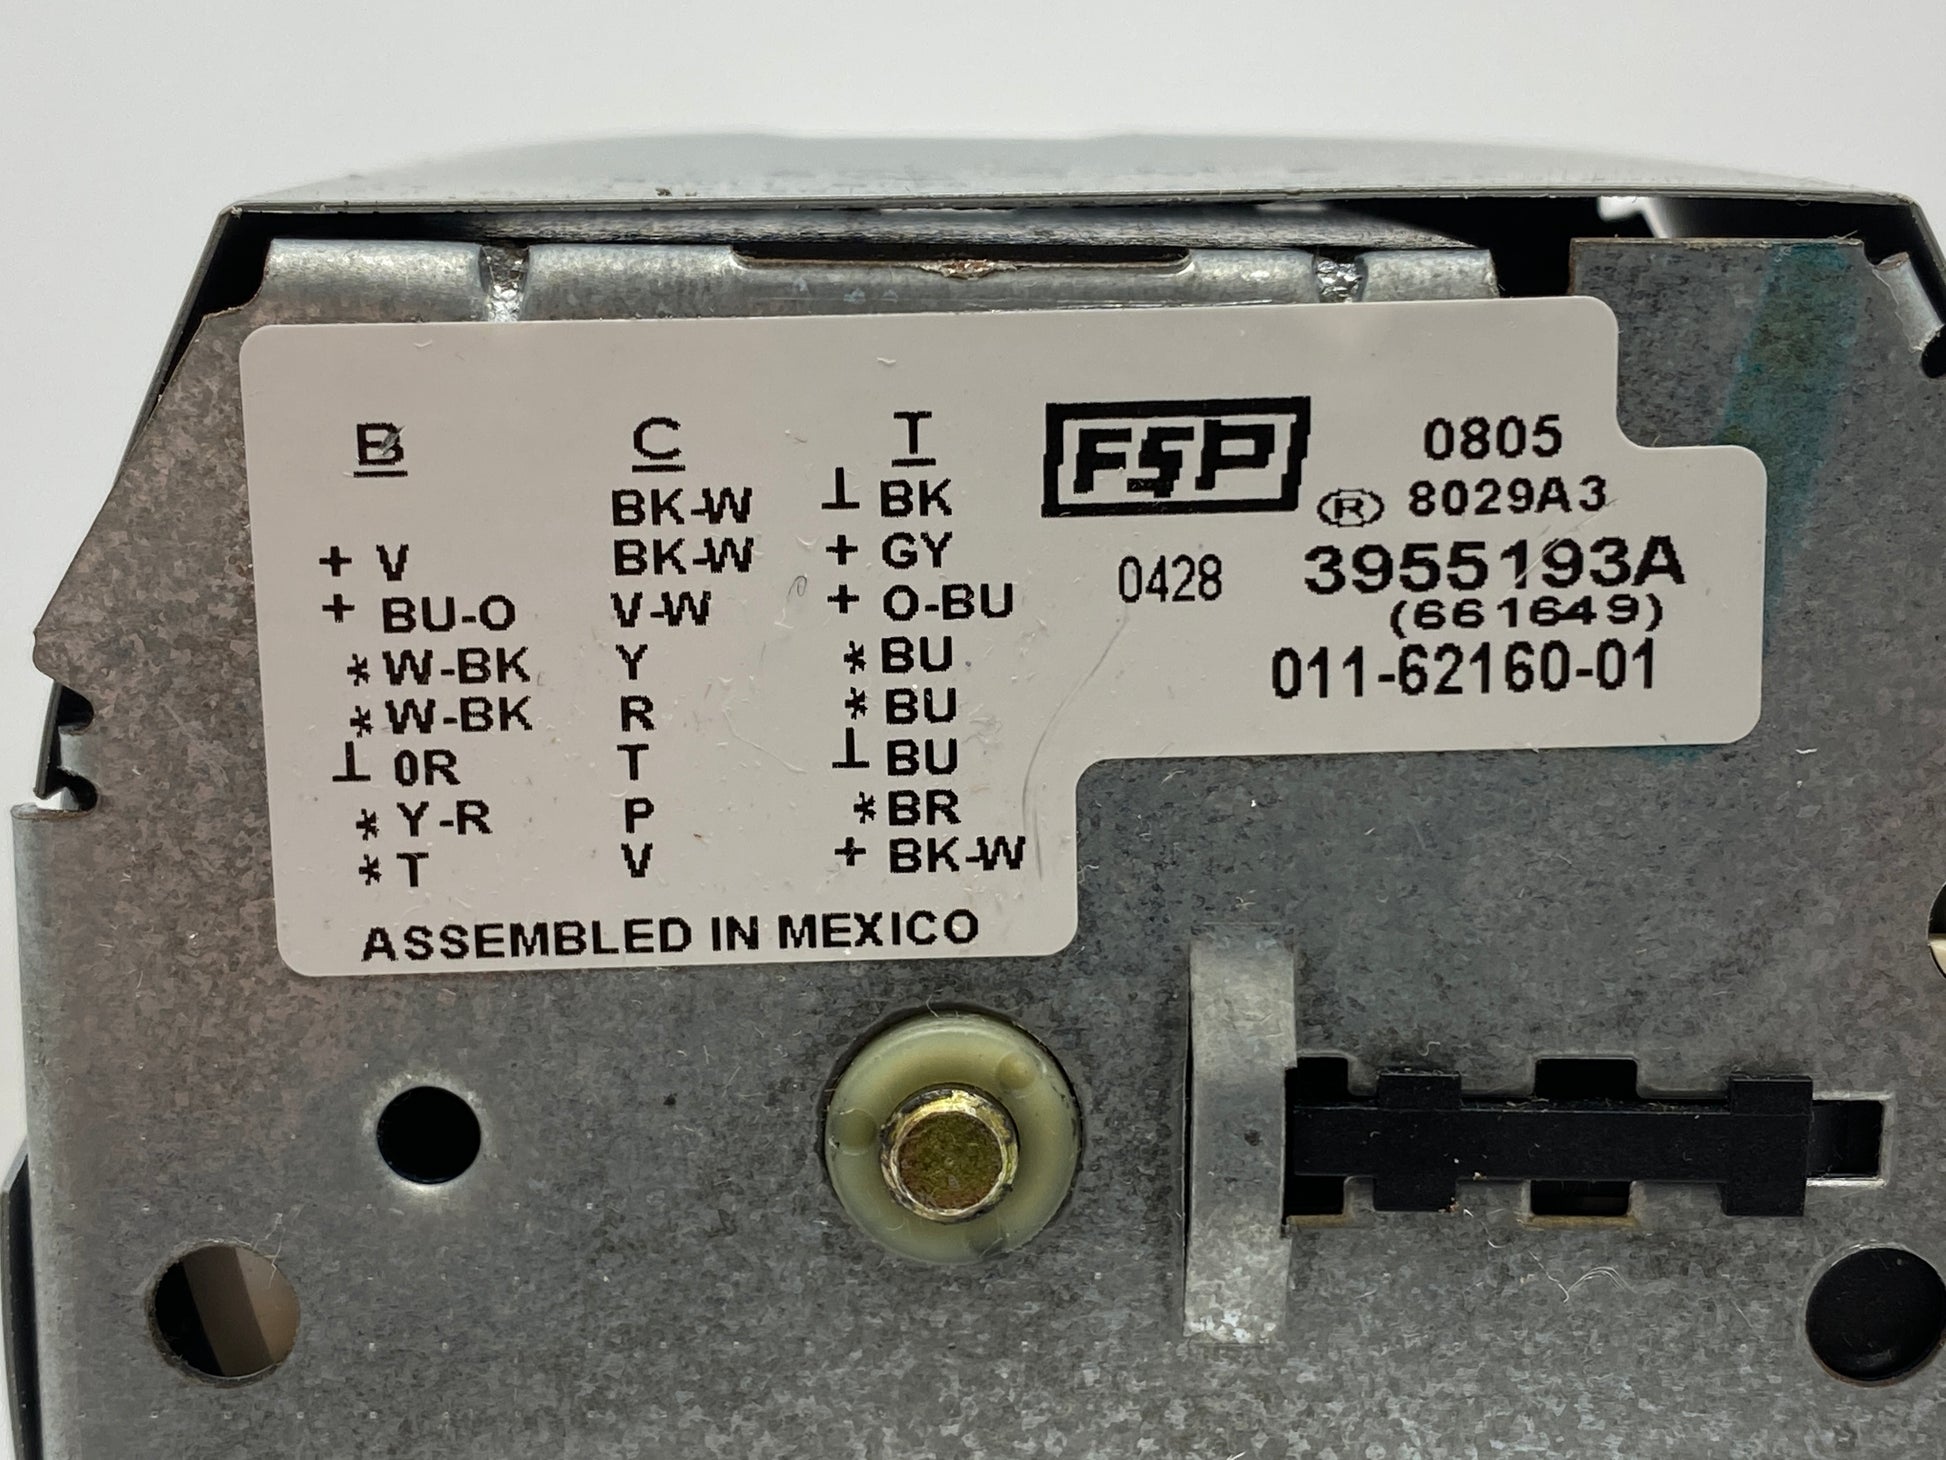 B C T
BK-W ⊥ BK
+ V BK-W + GY
+ BU-O V-W + O-BU
* W-BK Y * BU
* W-BK R * BU
⊥ 0R T ⊥ BU
* Y-R P * BR
* T V + BK-W
ASSEMBLED IN MEXICO
FSP ® 0805
8029A3
0428 3955193A
(661649)
011-62160-01